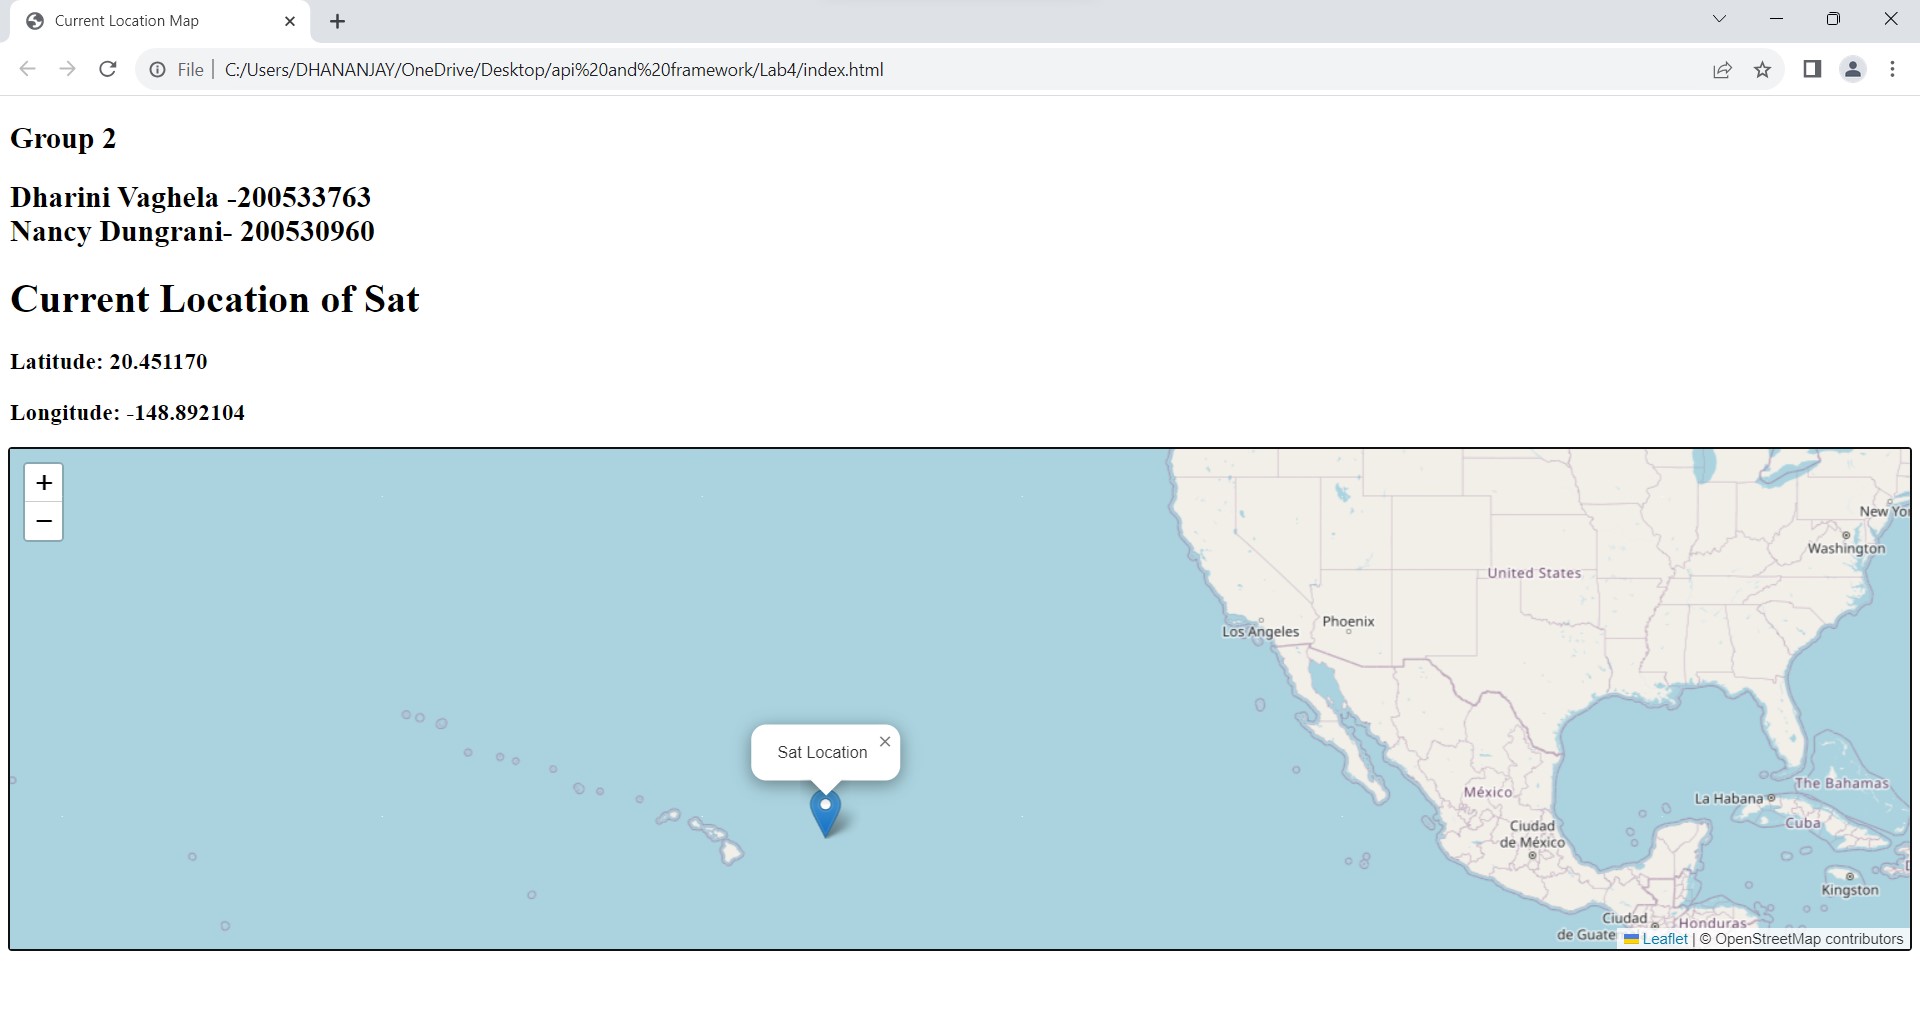 Current Location Map
File | C:/Users/DHANANJAY/OneDrive/Desktop/api%20and%20framework/Lab4/index.html
Group 2
Dharini Vaghela -200533763
Nancy Dungrani- 200530960
Current Location of Sat
Latitude: 20.451170
Longitude: -148.892104
+
−
New Yo
Washington
United States
Phoenix
Los Angeles
Sat Location ×
The Bahamas
México
La Habana
Cuba
Ciudad
de México
Kingston
Ciudad
de Guate
Honduras
Leaflet | © OpenStreetMap contributors